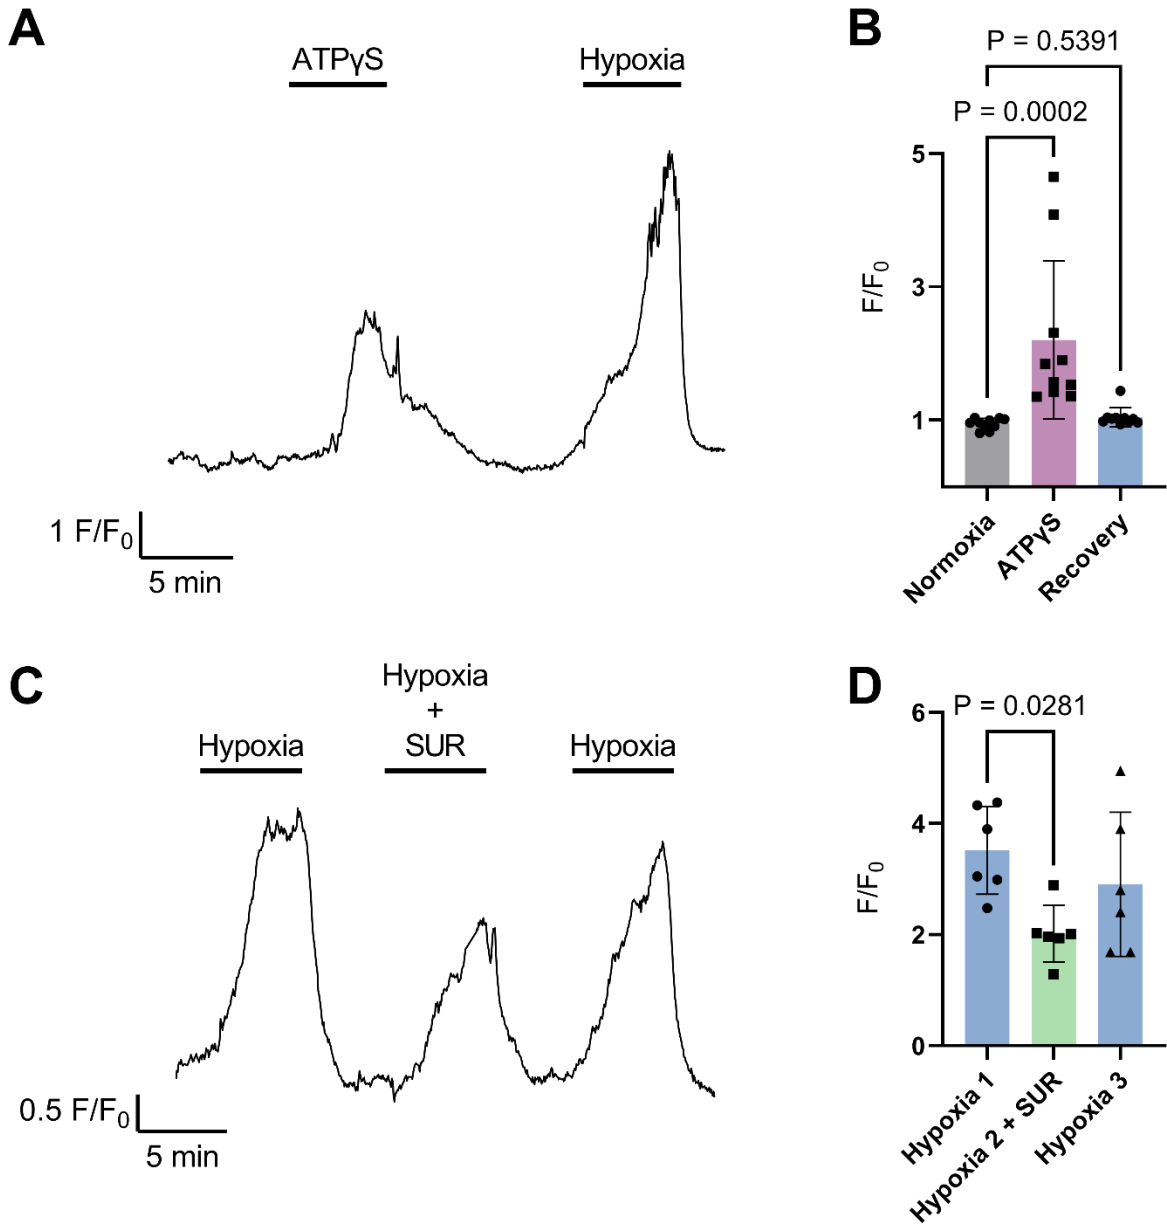 A
ATPγS
Hypoxia
1 F/F0
5 min
B
P = 0.5391
P = 0.0002
5
3
1
F/F0
Normoxia
ATPγS
Recovery
C
Hypoxia
Hypoxia
+
SUR
Hypoxia
0.5 F/F0
5 min
D
P = 0.0281
6
4
2
0
F/F0
Hypoxia 1
Hypoxia 2 + SUR
Hypoxia 3